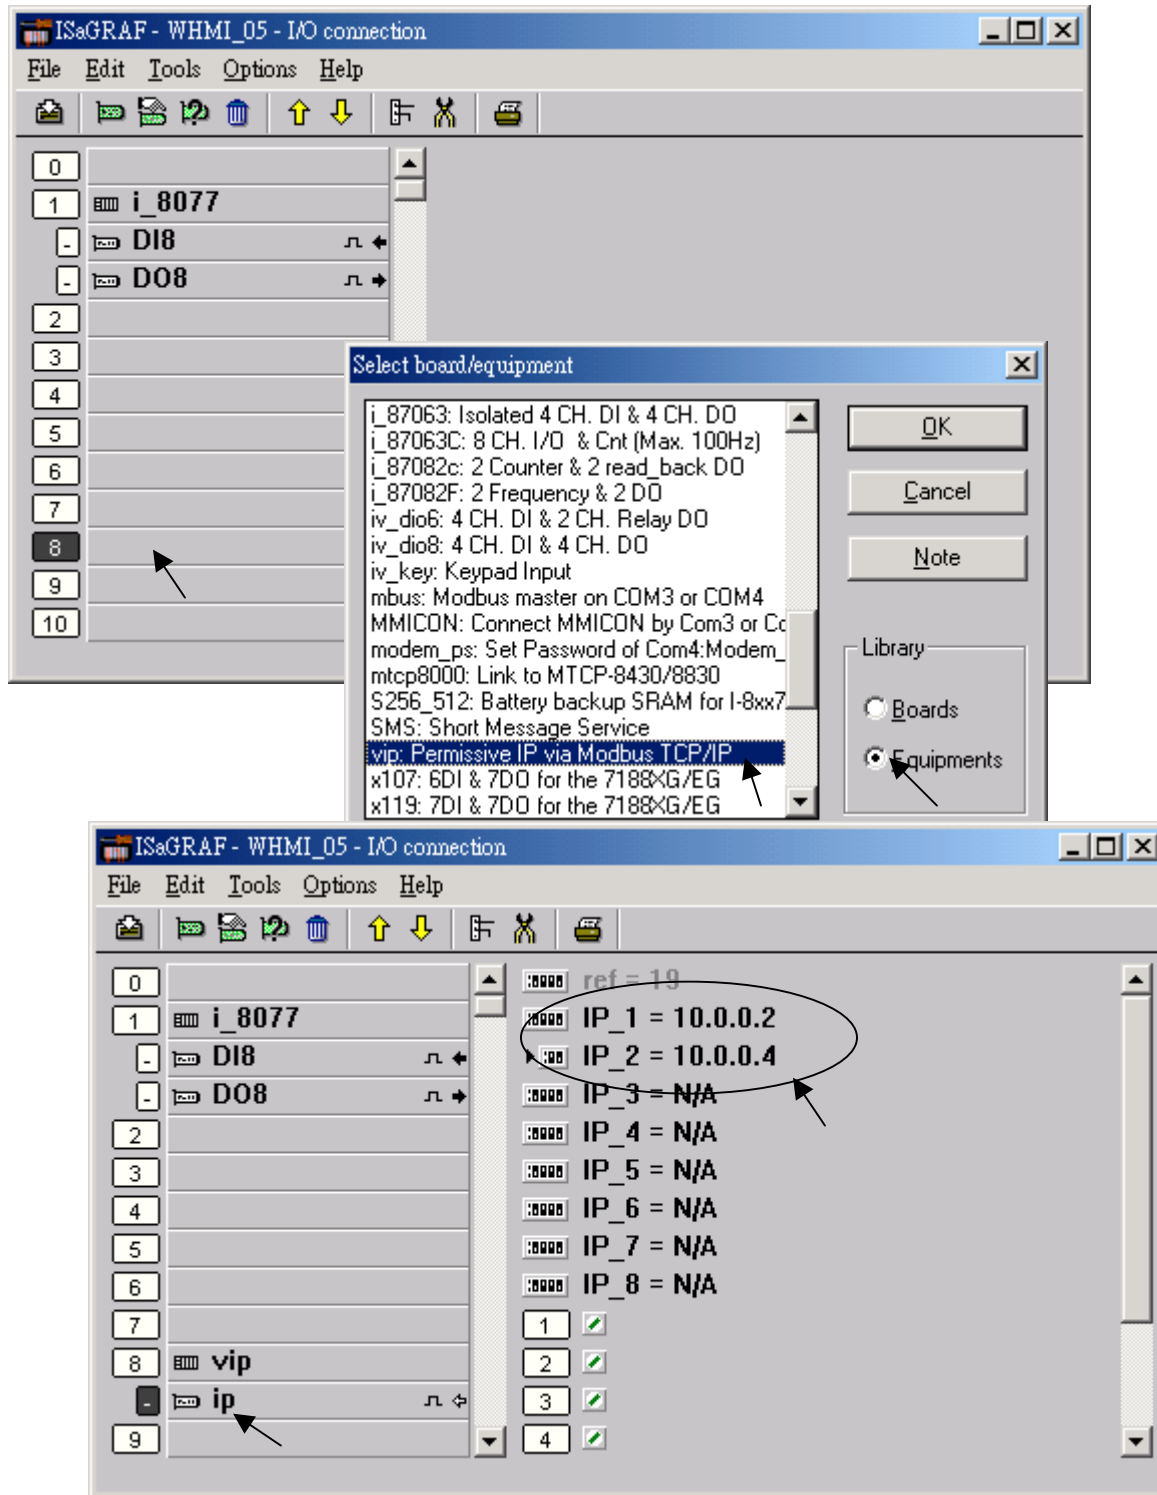 ISaGRAF - WHMI_05 - I/O connection
File Edit Tools Options Help
0
1 i_8077
- DI8
- DO8
2
3
4
5
6
7
8
9
10
Select board/equipment
i_87063: Isolated 4 CH. DI & 4 CH. DO
i_87063C: 8 CH. I/O & Cnt (Max. 100Hz)
i_87082c: 2 Counter & 2 read_back DO
i_87082F: 2 Frequency & 2 DO
iv_dio6: 4 CH. DI & 2 CH. Relay DO
iv_dio8: 4 CH. DI & 4 CH. DO
iv_key: Keypad Input
mbus: Modbus master on COM3 or COM4
MMICON: Connect MMICON by Com3 or Co
modem_ps: Set Password of Com4:Modem_
mtcp8000: Link to MTCP-8430/8830
S256_512: Battery backup SRAM for I-8xx7
SMS: Short Message Service
vip: Permissive IP via Modbus TCP/IP
x107: 6DI & 7DO for the 7188XG/EG
x119: 7DI & 7DO for the 7188XG/EG
OK
Cancel
Note
Library
Boards
Equipments
ISaGRAF - WHMI_05 - I/O connection
File Edit Tools Options Help
0
1 i_8077
- DI8
- DO8
2
3
4
5
6
7
8 vip
- ip
9
ref = 19
IP_1 = 10.0.0.2
IP_2 = 10.0.0.4
IP_3 = N/A
IP_4 = N/A
IP_5 = N/A
IP_6 = N/A
IP_7 = N/A
IP_8 = N/A
1
2
3
4